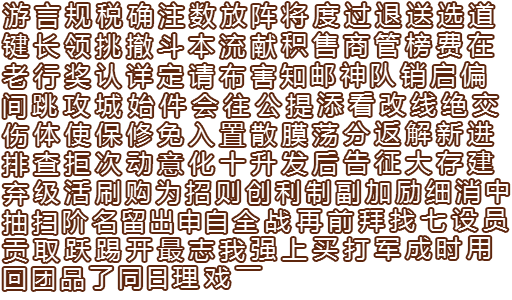 游言规税确注数放阵将度过退送选道
键长领挑撤斗本流献积售商管榜费在
老行奖认详定请布害知邮神队销启偏
间跳攻城始件会往公提添看改线绝交
伤体使保修免入置散膜荡分返解新进
排查拒次动意化十升发后告征大存建
弃级活刷购为招则创利制副加励细消中
抽扫阶名留出申自全战再前拜找七设员
贡取跃踢开最志我强上买打军成时用
回团品了同日理戏一